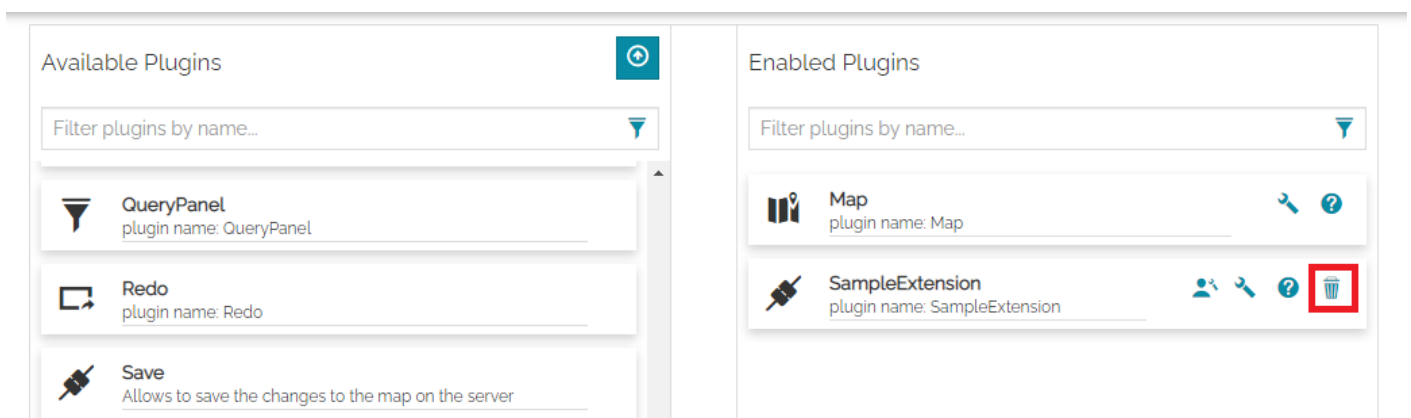 Available Plugins
Filter plugins by name...
QueryPanel
plugin name: QueryPanel
Redo
plugin name: Redo
Save
Allows to save the changes to the map on the server
Enabled Plugins
Filter plugins by name...
Map
plugin name: Map
SampleExtension
plugin name: SampleExtension